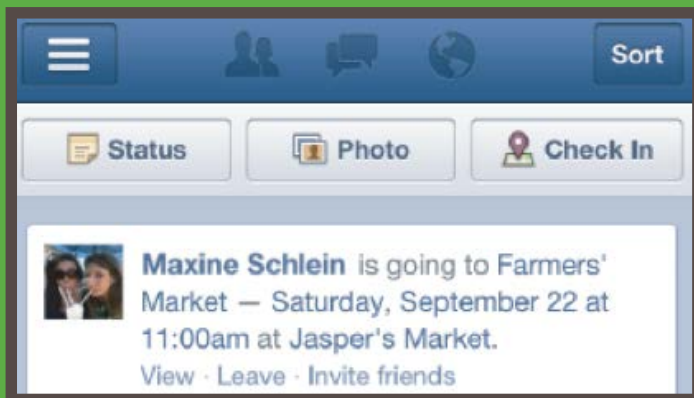 Sort
Status Photo Check In
Maxine Schlein is going to Farmers'
Market — Saturday, September 22 at
11:00am at Jasper's Market.
View · Leave · Invite friends